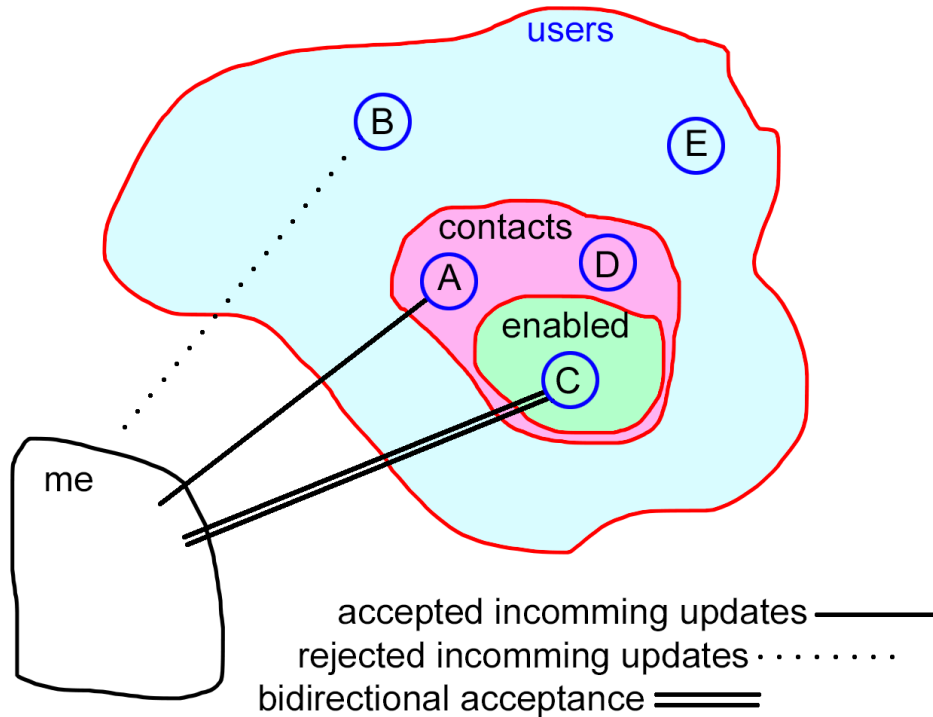 users
B
E
contacts
D
A
enabled
C
me
accepted incomming updates
rejected incomming updates
bidirectional acceptance